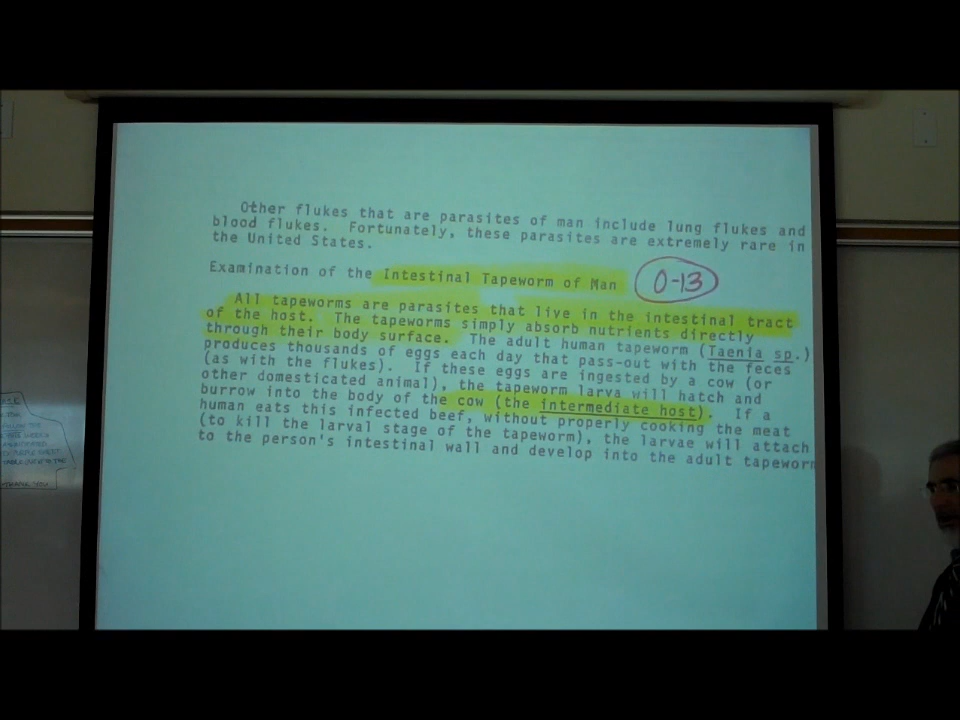 Other flukes that are parasites of man include lung flukes and
blood flukes. Fortunately, these parasites are extremely rare in
the United States.
Examination of the Intestinal Tapeworm of Man 0-13
All tapeworms are parasites that live in the intestinal tract
of the host. The tapeworms simply absorb nutrients directly
through their body surface. The adult human tapeworm (Taenia sp.)
produces thousands of eggs each day that pass-out with the feces
(as with the flukes). If these eggs are ingested by a cow (or
other domesticated animal), the tapeworm larva will hatch and
burrow into the body of the cow (the intermediate host). If a
human eats this infected beef, without properly cooking the meat
(to kill the larval stage of the tapeworm), the larvae will attach
to the person's intestinal wall and develop into the adult tapeworm
THANK YOU